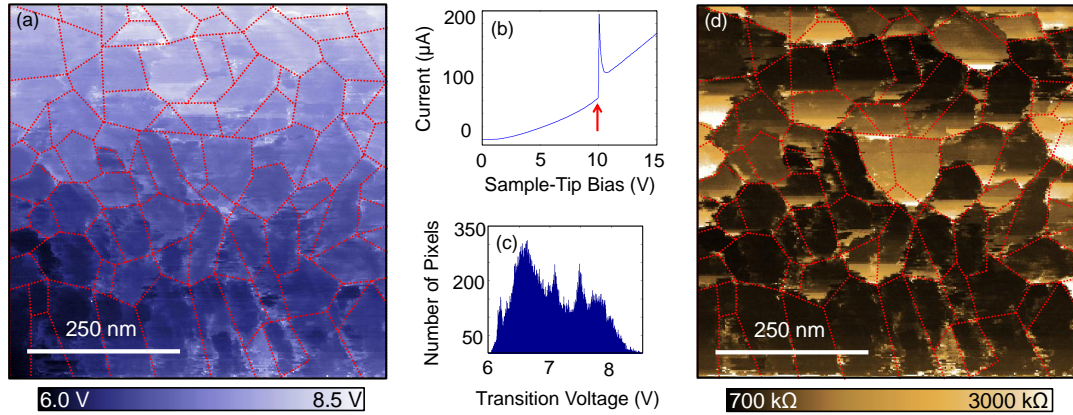 (a)
250 nm
6.0 V
8.5 V
(b)
Current (µA)
200
100
0
0 5 10 15
Sample-Tip Bias (V)
(c)
Number of Pixels
350
200
50
6 7 8
Transition Voltage (V)
(d)
250 nm
700 kΩ
3000 kΩ